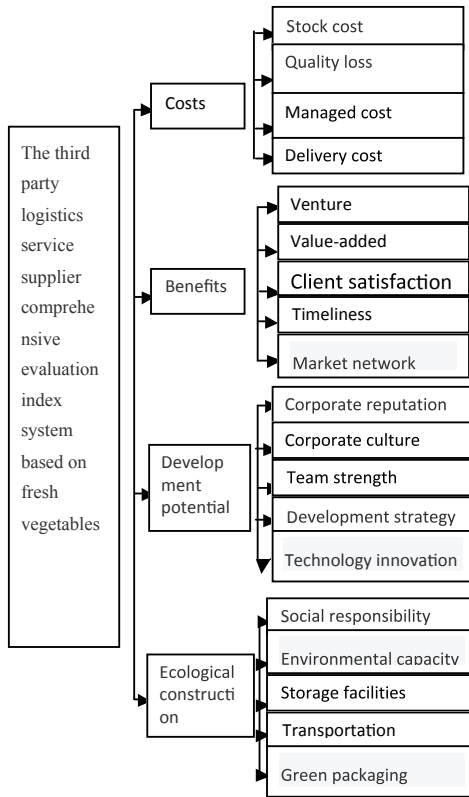 The third
party
logistics
service
supplier
comprehe
nsive
evaluation
index
system
based on
fresh
vegetables
Costs
Stock cost
Quality loss
Managed cost
Delivery cost
Benefits
Venture
Value-added
Client satisfaction
Timeliness
Market network
Develop
ment
potential
Corporate reputation
Corporate culture
Team strength
Development strategy
Technology innovation
Ecological
constructi
on
Social responsibility
Environmental capacity
Storage facilities
Transportation
Green packaging